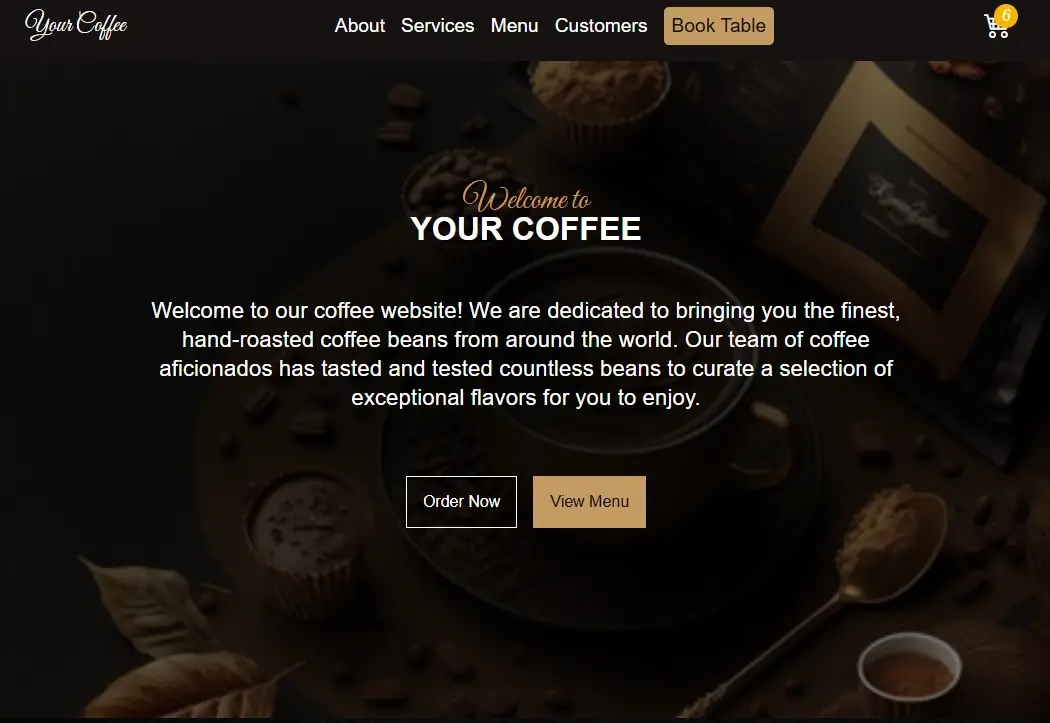 Your Coffee
About Services Menu Customers Book Table
6
Welcome to
YOUR COFFEE
Welcome to our coffee website! We are dedicated to bringing you the finest,
hand-roasted coffee beans from around the world. Our team of coffee
aficionados has tasted and tested countless beans to curate a selection of
exceptional flavors for you to enjoy.
Order Now View Menu